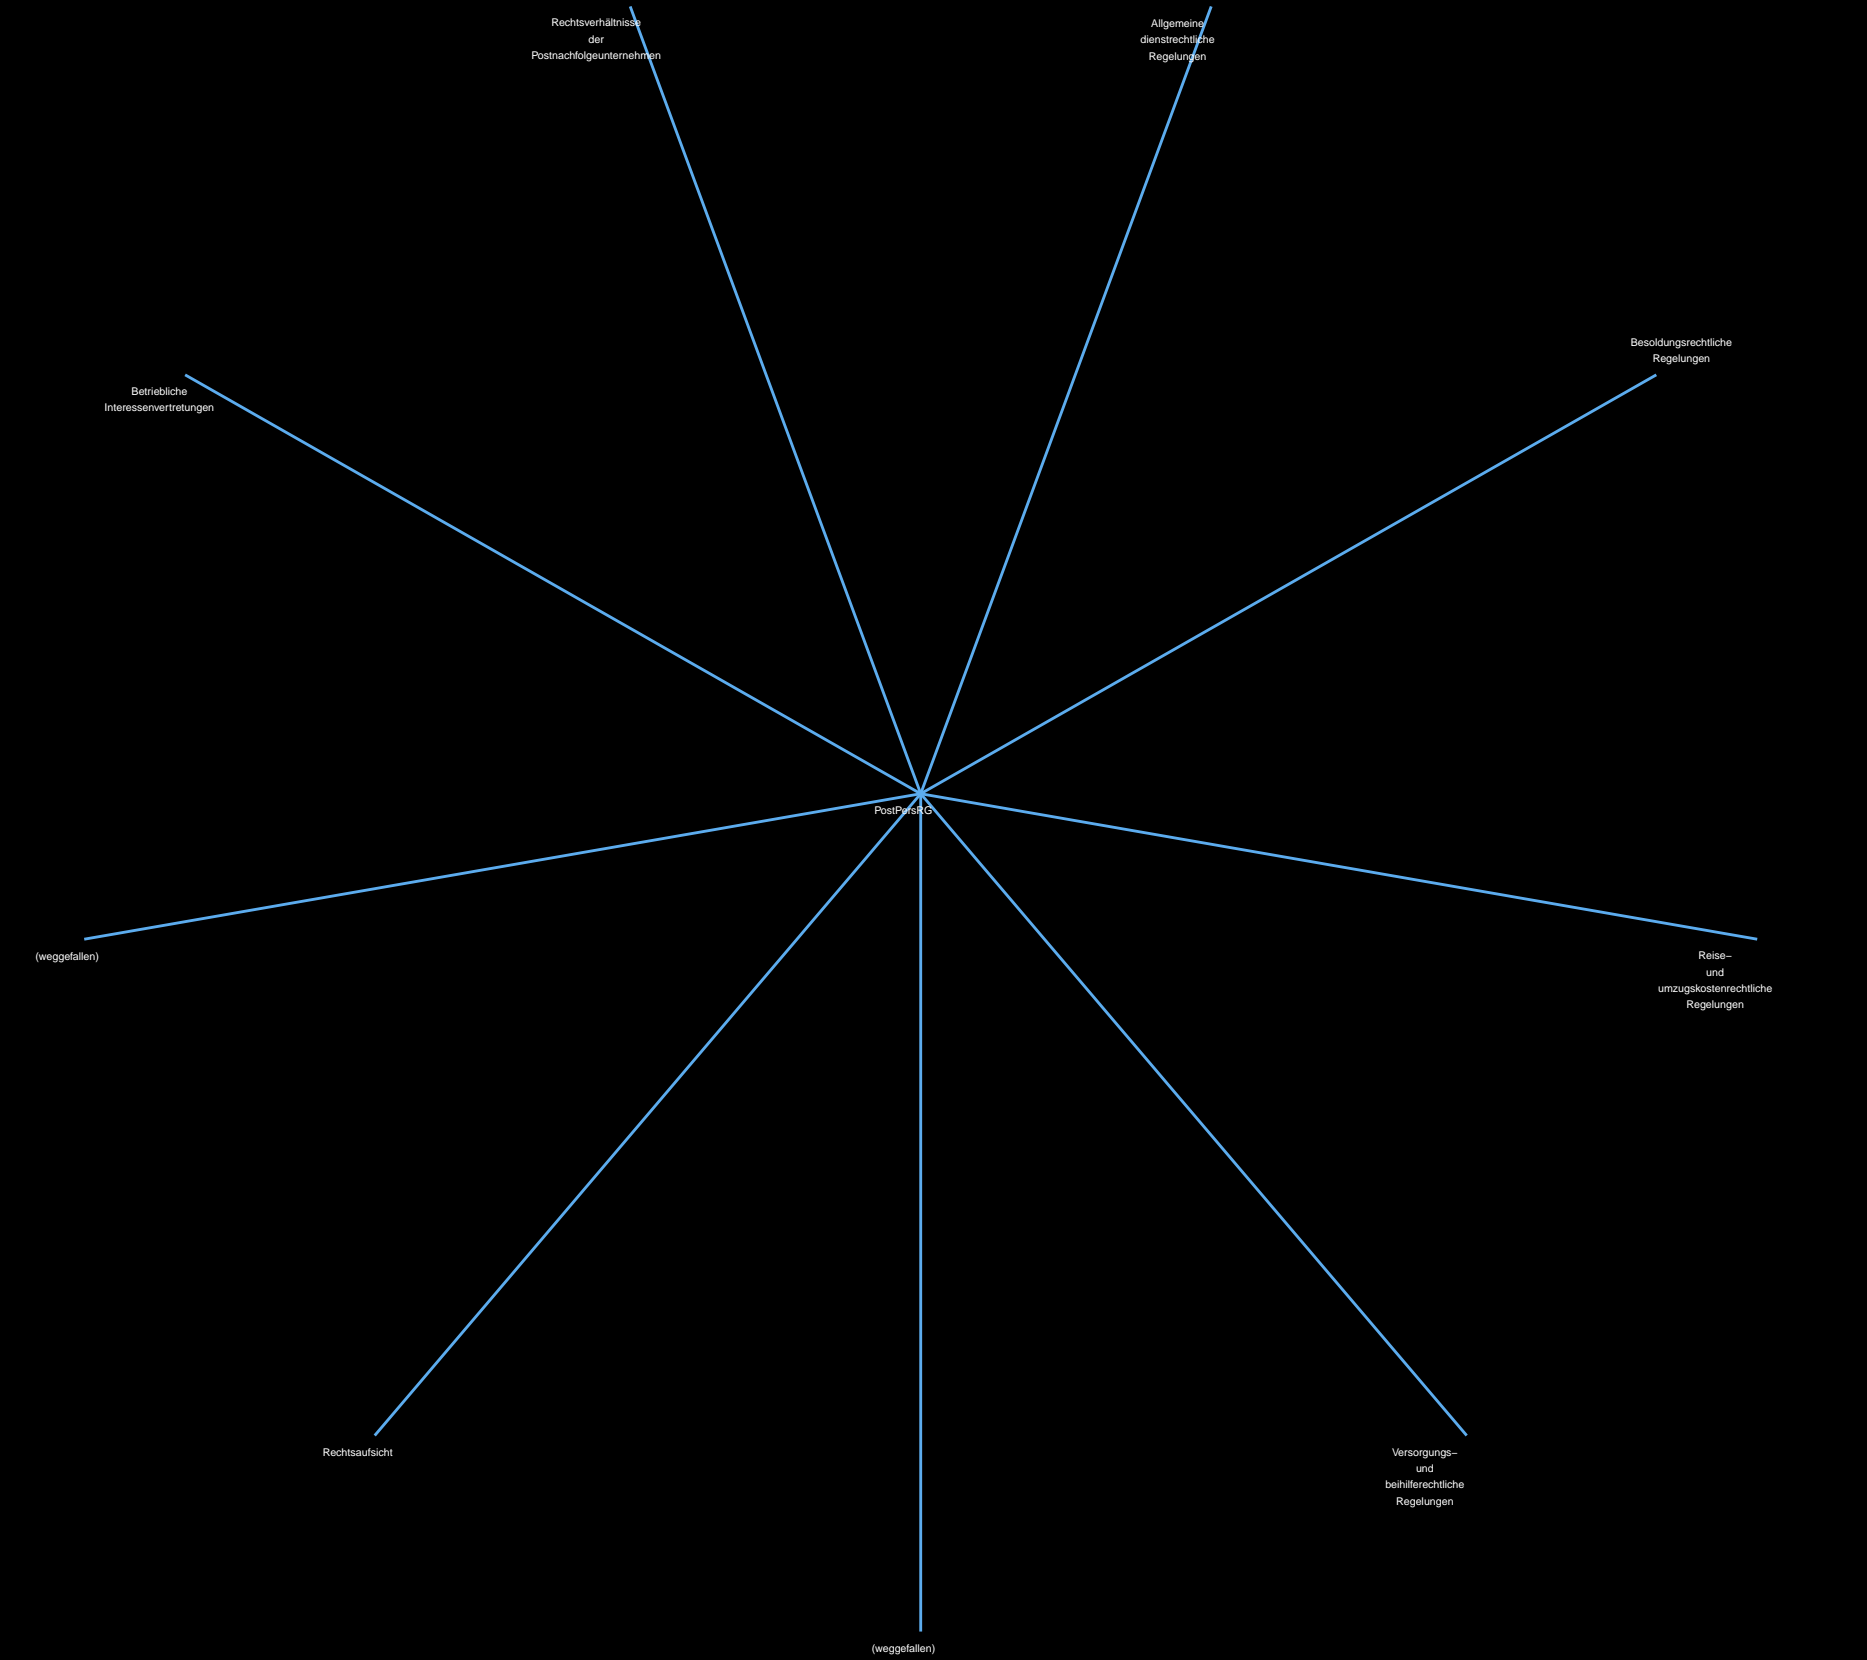 Rechtsverhältnisse
der
Postnachfolgeunternehmen
Allgemeine
dienstrechtliche
Regelungen
Besoldungsrechtliche
Regelungen
Betriebliche
Interessenvertretungen
PostPersRG
(weggefallen)
Reise–
und
umzugskostenrechtliche
Regelungen
Rechtsaufsicht
Versorgungs–
und
beihilferechtliche
Regelungen
(weggefallen)